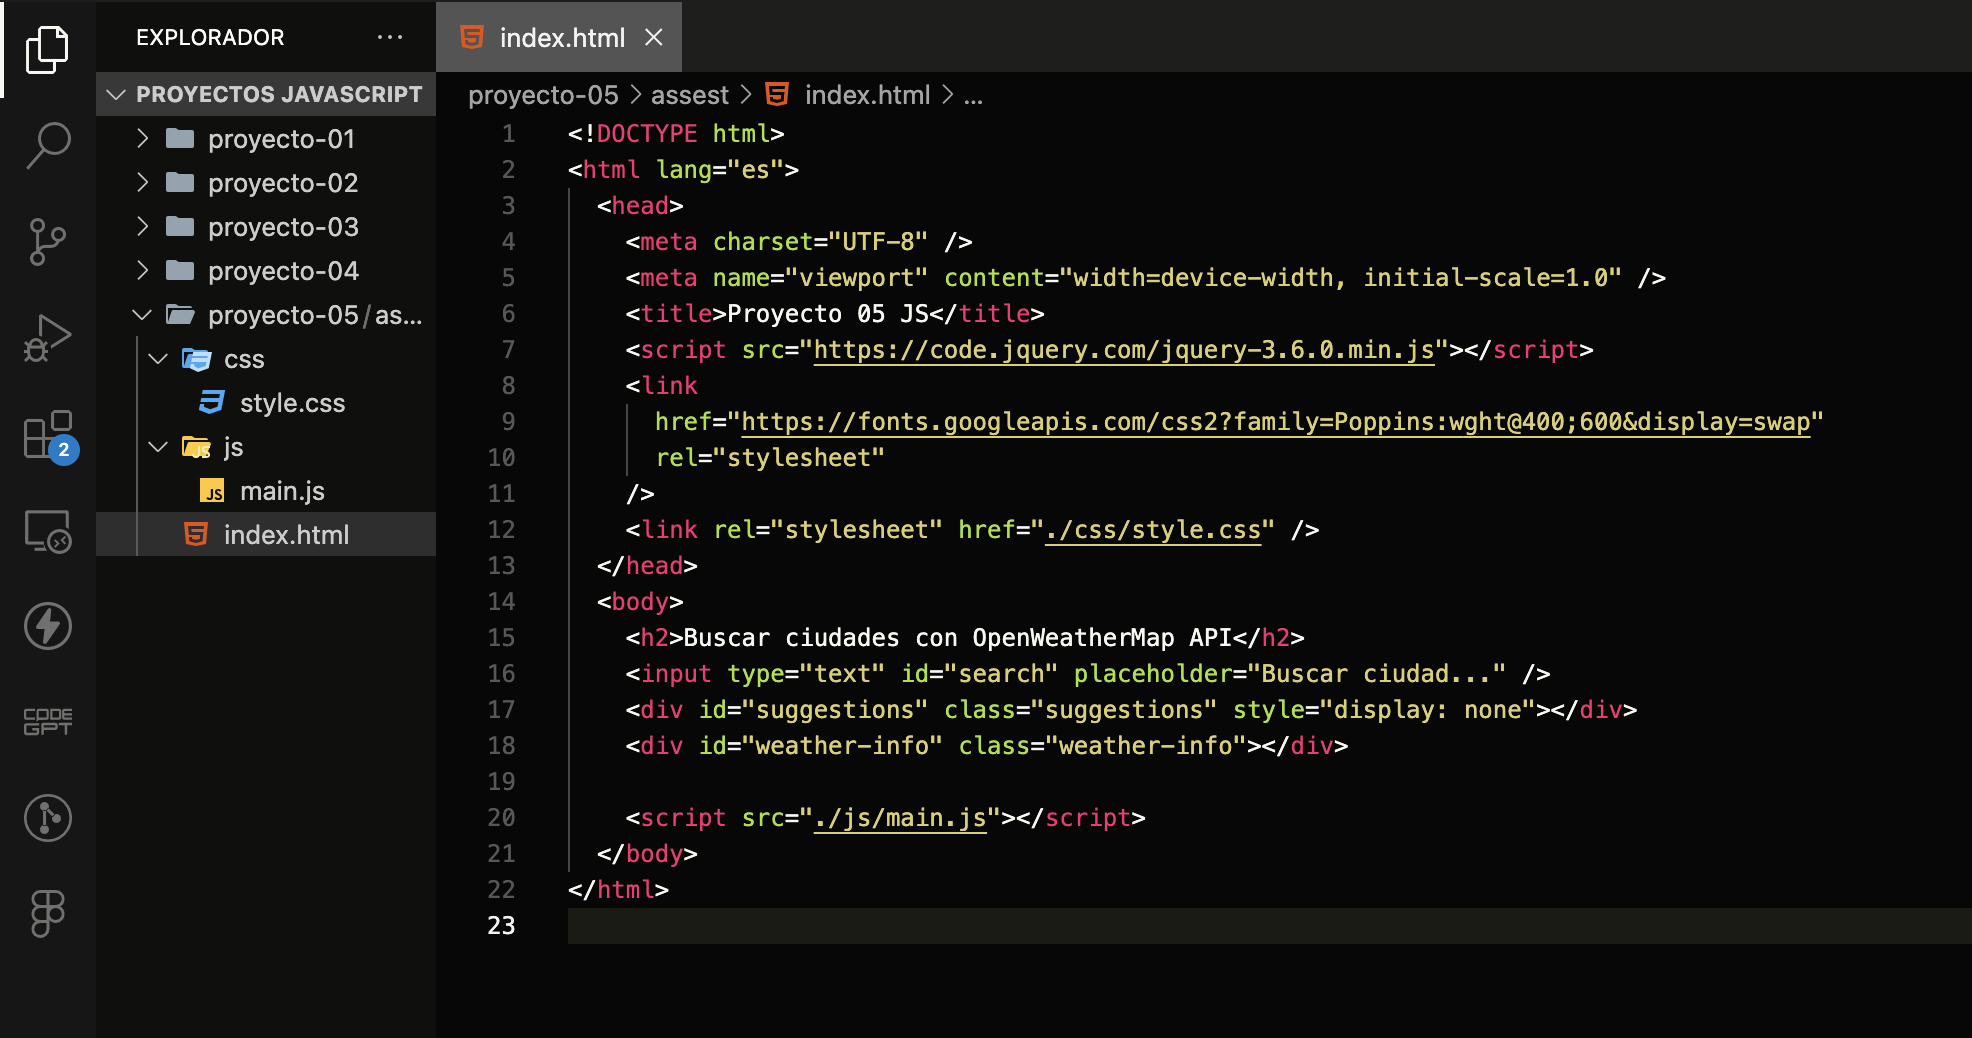 EXPLORADOR ...
PROYECTOS JAVASCRIPT
proyecto-01
proyecto-02
proyecto-03
proyecto-04
proyecto-05/as...
css
style.css
js
JS main.js
index.html
2
CODE
GPT
index.html
proyecto-05 > assest > index.html > ...
1 <!DOCTYPE html>
2 <html lang="es">
3 <head>
4 <meta charset="UTF-8" />
5 <meta name="viewport" content="width=device-width, initial-scale=1.0" />
6 <title>Proyecto 05 JS</title>
7 <script src="https://code.jquery.com/jquery-3.6.0.min.js"></script>
8 <link
9 href="https://fonts.googleapis.com/css2?family=Poppins:wght@400;600&display=swap"
10 rel="stylesheet"
11 />
12 <link rel="stylesheet" href="./css/style.css" />
13 </head>
14 <body>
15 <h2>Buscar ciudades con OpenWeatherMap API</h2>
16 <input type="text" id="search" placeholder="Buscar ciudad..." />
17 <div id="suggestions" class="suggestions" style="display: none"></div>
18 <div id="weather-info" class="weather-info"></div>
19
20 <script src="./js/main.js"></script>
21 </body>
22 </html>
23